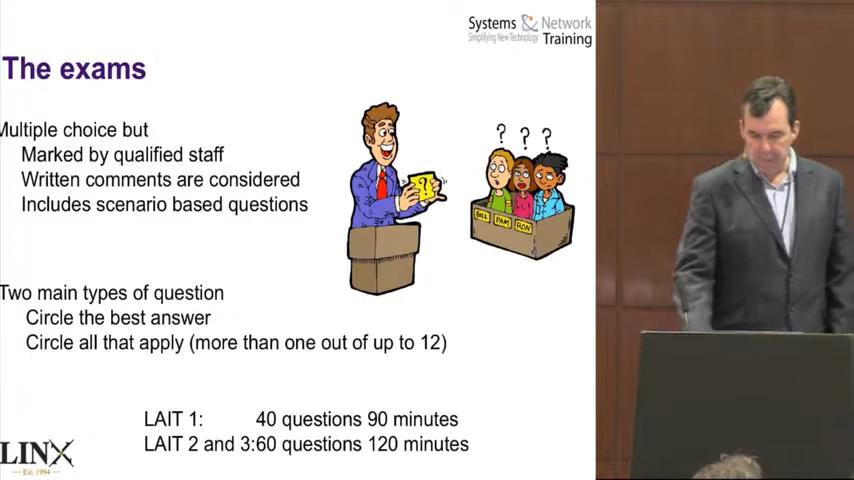 Systems & Network
Simplifying New Technology
Training
The exams
Multiple choice but
Marked by qualified staff
Written comments are considered
Includes scenario based questions
?
? ? ?
BILL PAM RON
Two main types of question
Circle the best answer
Circle all that apply (more than one out of up to 12)
LAIT 1: 40 questions 90 minutes
LAIT 2 and 3:60 questions 120 minutes
LINX
Est. 1994